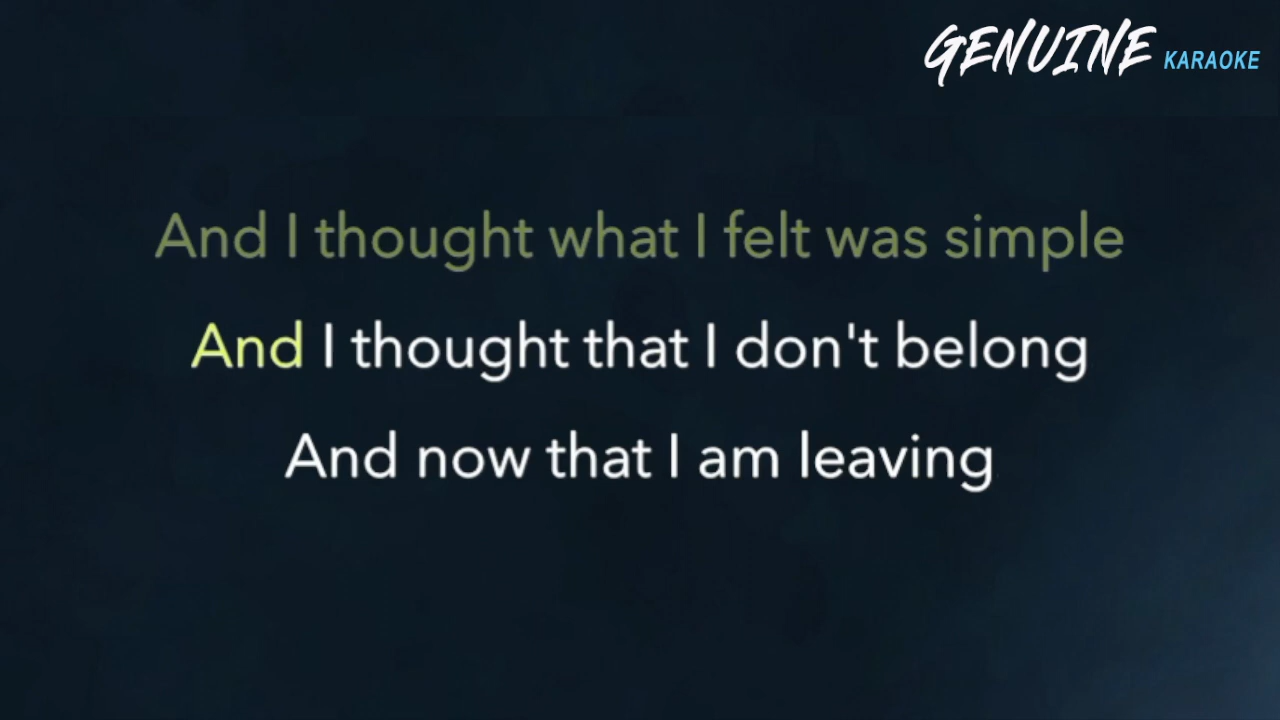 GENUINE KARAOKE
And I thought what I felt was simple
And I thought that I don't belong
And now that I am leaving